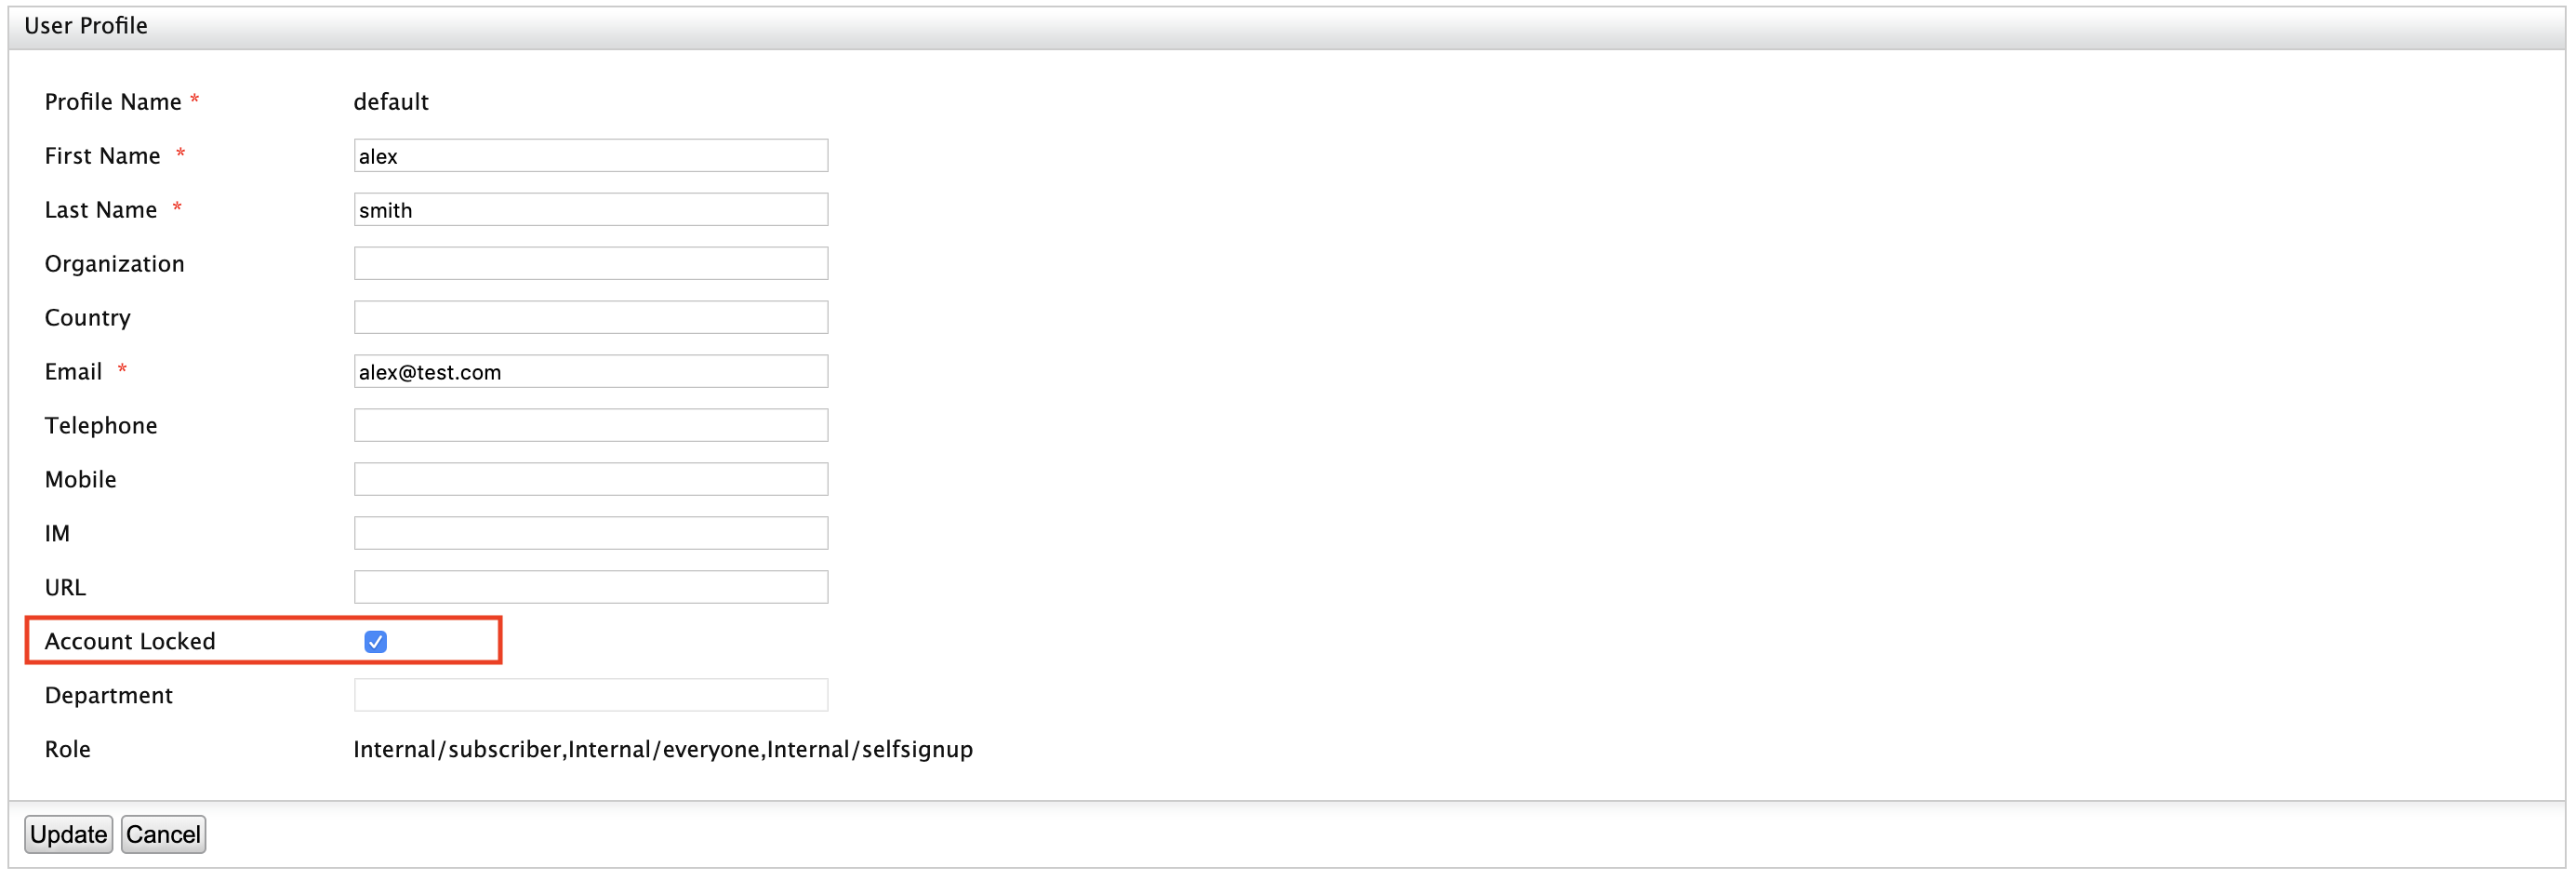 User Profile
Profile Name * default
First Name * alex
Last Name * smith
Organization
Country
Email * alex@test.com
Telephone
Mobile
IM
URL
Account Locked
Department
Role Internal/subscriber,Internal/everyone,Internal/selfsignup
Update Cancel